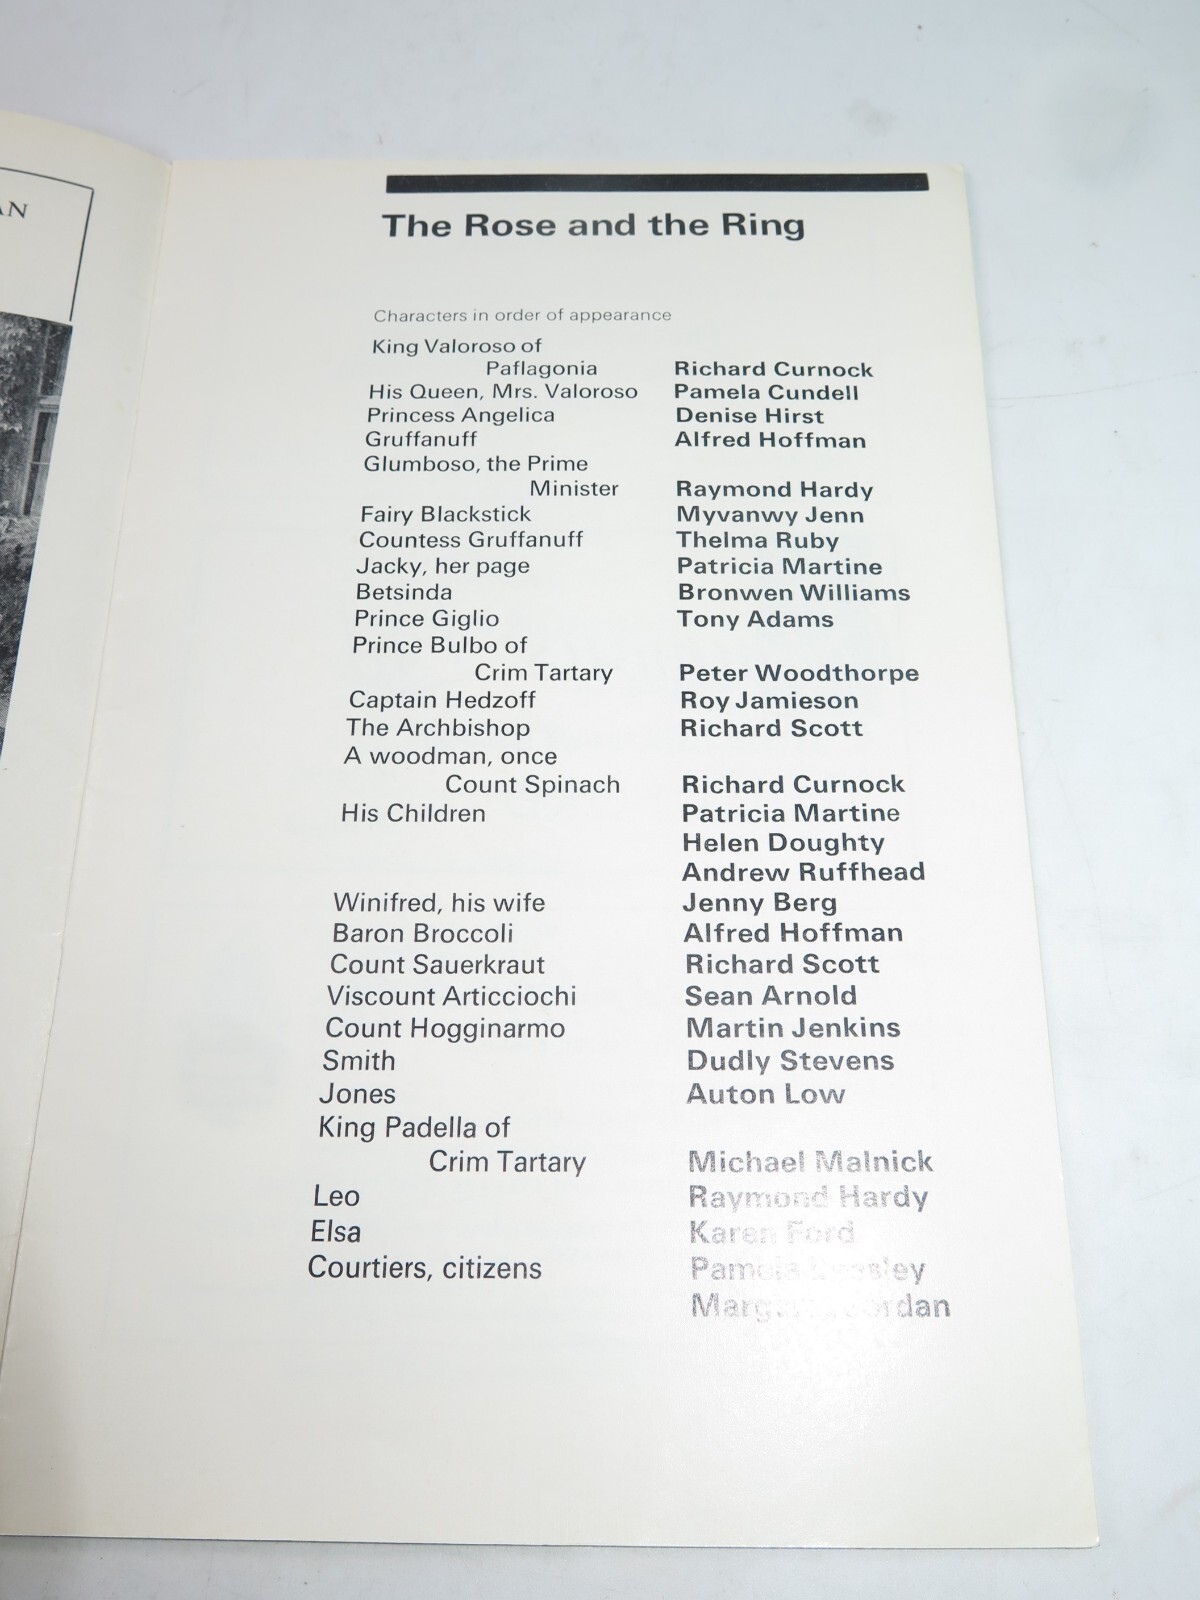 AN
The Rose and the Ring
Characters in order of appearance
King Valoroso of
Paflagonia Richard Curnock
His Queen, Mrs. Valoroso Pamela Cundell
Princess Angelica Denise Hirst
Gruffanuff Alfred Hoffman
Glumboso, the Prime
Minister Raymond Hardy
Fairy Blackstick Myvanwy Jenn
Countess Gruffanuff Thelma Ruby
Jacky, her page Patricia Martine
Betsinda Bronwen Williams
Prince Giglio Tony Adams
Prince Bulbo of
Crim Tartary Peter Woodthorpe
Captain Hedzoff Roy Jamieson
The Archbishop Richard Scott
A woodman, once
Count Spinach Richard Curnock
His Children Patricia Martine
Helen Doughty
Andrew Ruffhead
Winifred, his wife Jenny Berg
Baron Broccoli Alfred Hoffman
Count Sauerkraut Richard Scott
Viscount Articciochi Sean Arnold
Count Hogginarmo Martin Jenkins
Smith Dudly Stevens
Jones Auton Low
King Padella of
Crim Tartary Michael Malnick
Leo Raymond Hardy
Elsa Karen Ford
Courtiers, citizens Pamela
Jordan